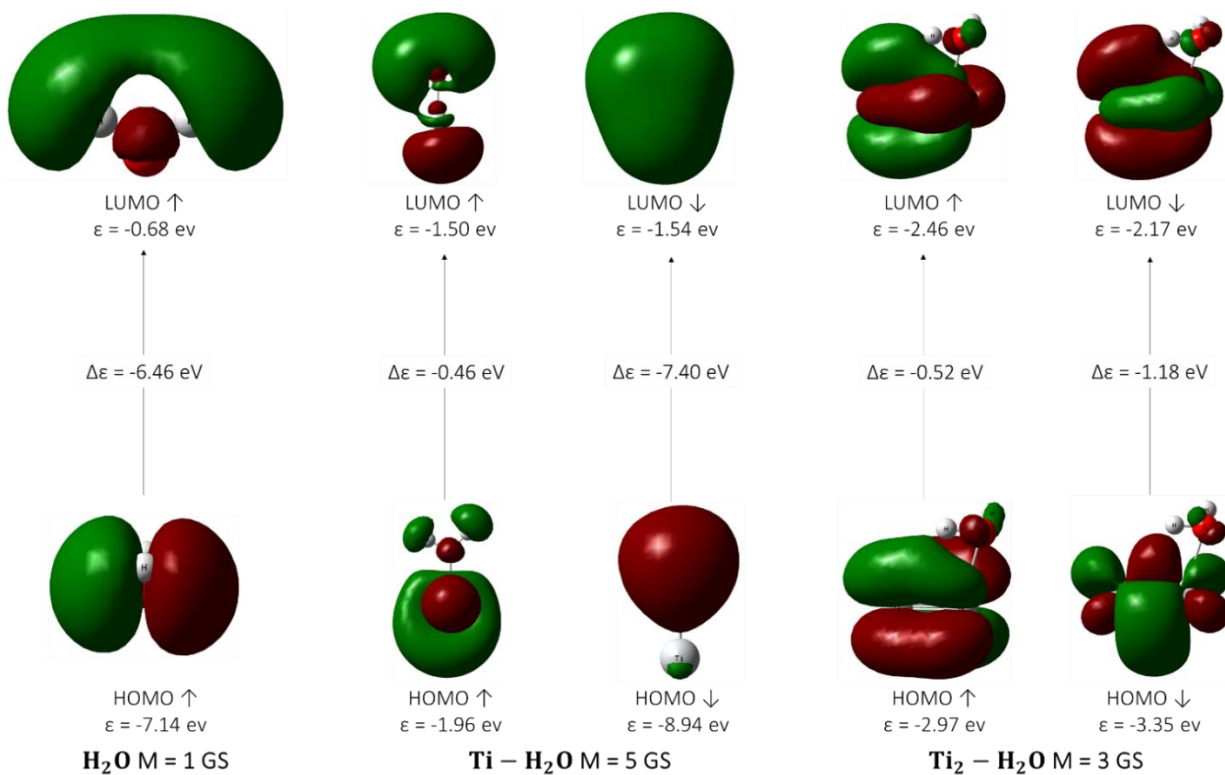 LUMO ↑ LUMO ↑ LUMO ↓ LUMO ↑ LUMO ↓
ε = -0.68 ev ε = -1.50 ev ε = -1.54 ev ε = -2.46 ev ε = -2.17 ev
Δε = -6.46 eV Δε = -0.46 eV Δε = -7.40 eV Δε = -0.52 eV Δε = -1.18 eV
HOMO ↑ HOMO ↑ HOMO ↓ HOMO ↑ HOMO ↓
ε = -7.14 ev ε = -1.96 ev ε = -8.94 ev ε = -2.97 ev ε = -3.35 ev
H₂O M = 1 GS Ti − H₂O M = 5 GS Ti₂ − H₂O M = 3 GS